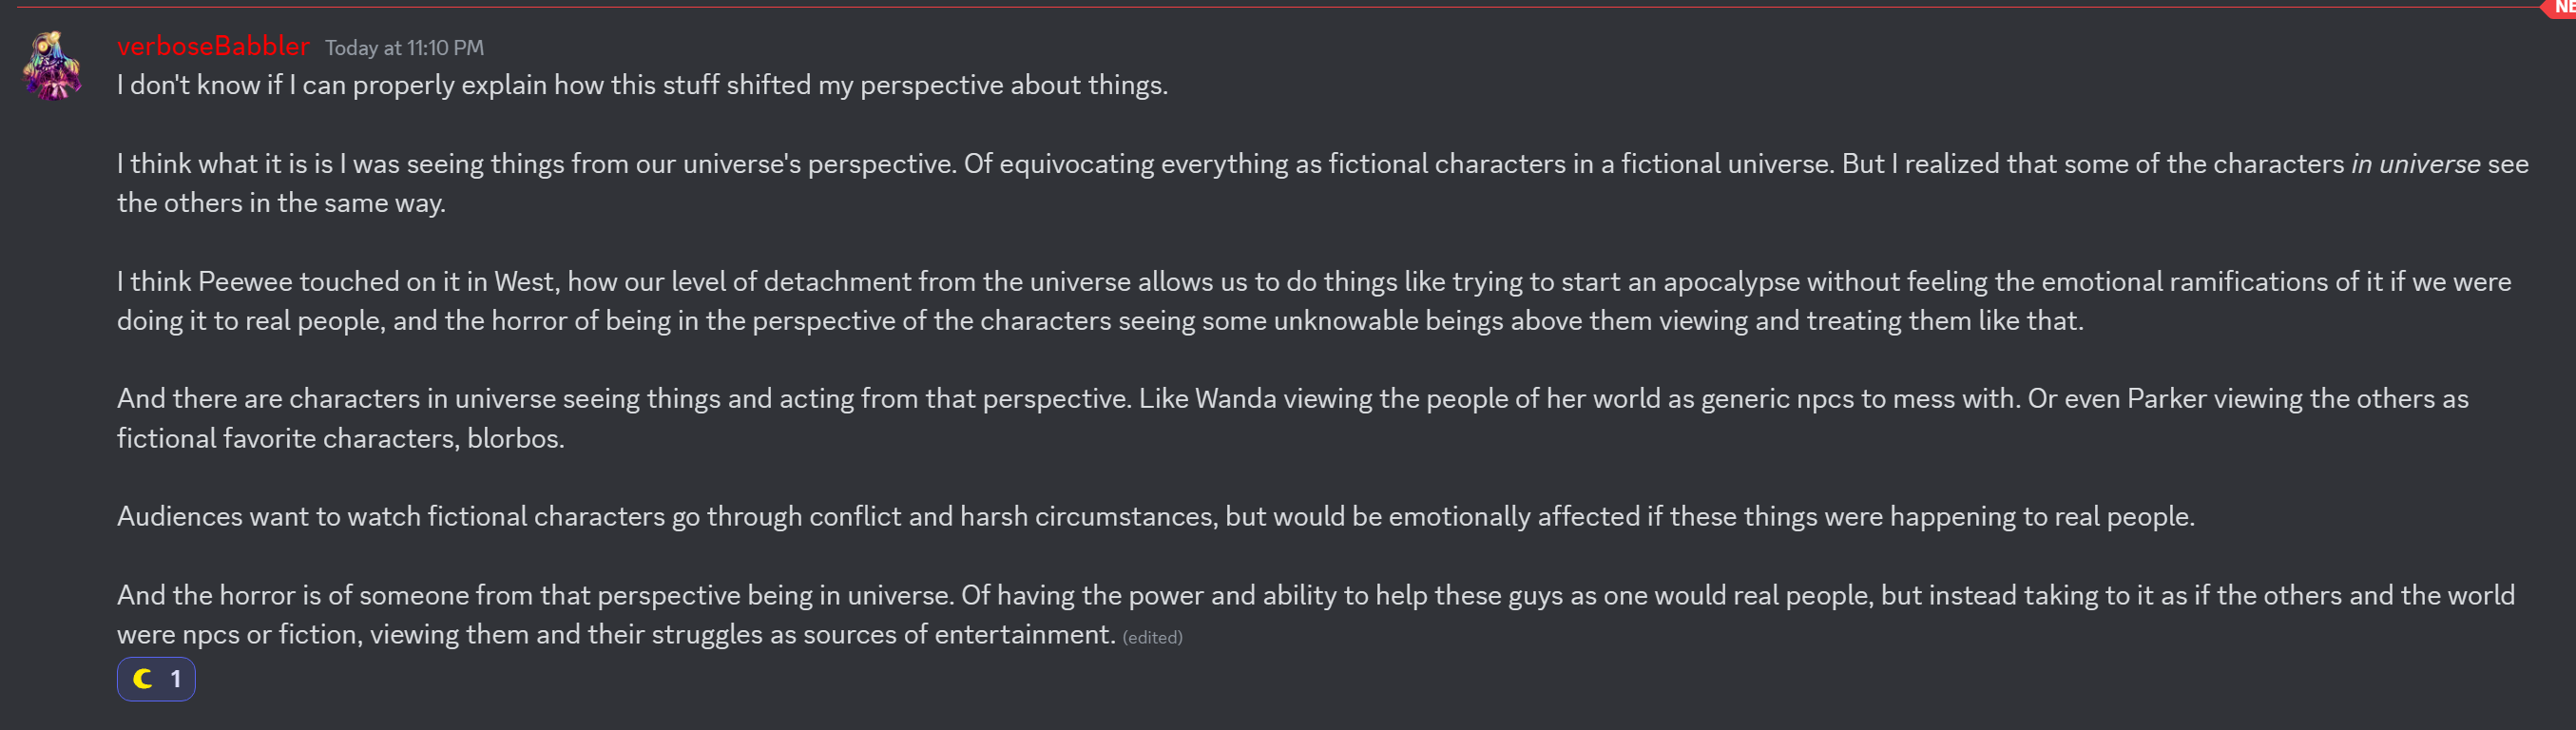 NE
verboseBabbler Today at 11:10 PM
I don't know if I can properly explain how this stuff shifted my perspective about things.
I think what it is is I was seeing things from our universe's perspective. Of equivocating everything as fictional characters in a fictional universe. But I realized that some of the characters in universe see
the others in the same way.
I think Peewee touched on it in West, how our level of detachment from the universe allows us to do things like trying to start an apocalypse without feeling the emotional ramifications of it if we were
doing it to real people, and the horror of being in the perspective of the characters seeing some unknowable beings above them viewing and treating them like that.
And there are characters in universe seeing things and acting from that perspective. Like Wanda viewing the people of her world as generic npcs to mess with. Or even Parker viewing the others as
fictional favorite characters, blorbos.
Audiences want to watch fictional characters go through conflict and harsh circumstances, but would be emotionally affected if these things were happening to real people.
And the horror is of someone from that perspective being in universe. Of having the power and ability to help these guys as one would real people, but instead taking to it as if the others and the world
were npcs or fiction, viewing them and their struggles as sources of entertainment. (edited)
1